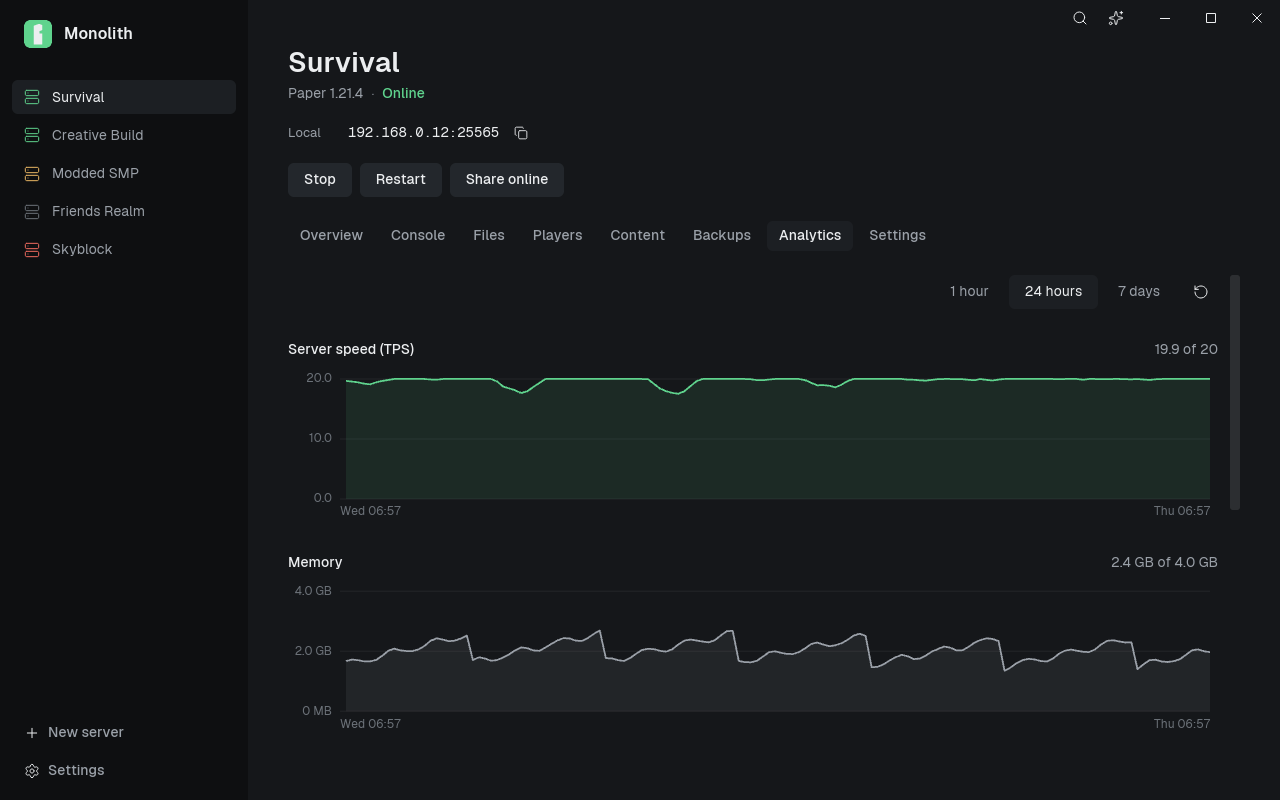 Monolith
Survival
Creative Build
Modded SMP
Friends Realm
Skyblock
New server
Settings
Survival
Paper 1.21.4 · Online
Local 192.168.0.12:25565
Stop Restart Share online
Overview Console Files Players Content Backups Analytics Settings
1 hour 24 hours 7 days
Server speed (TPS) 19.9 of 20
20.0
10.0
0.0
Wed 06:57 Thu 06:57
Memory 2.4 GB of 4.0 GB
4.0 GB
2.0 GB
0 MB
Wed 06:57 Thu 06:57